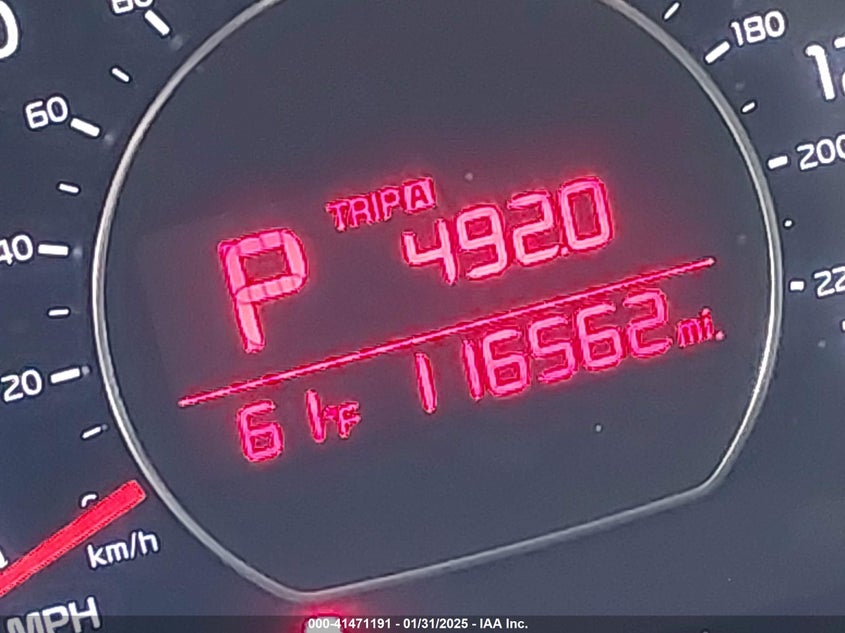 180
60
200
TRIP A
P 492.0
40
22
116562 mi.
20
61°F
km/h
MPH
000-41471191 - 01/31/2025 - IAA Inc.